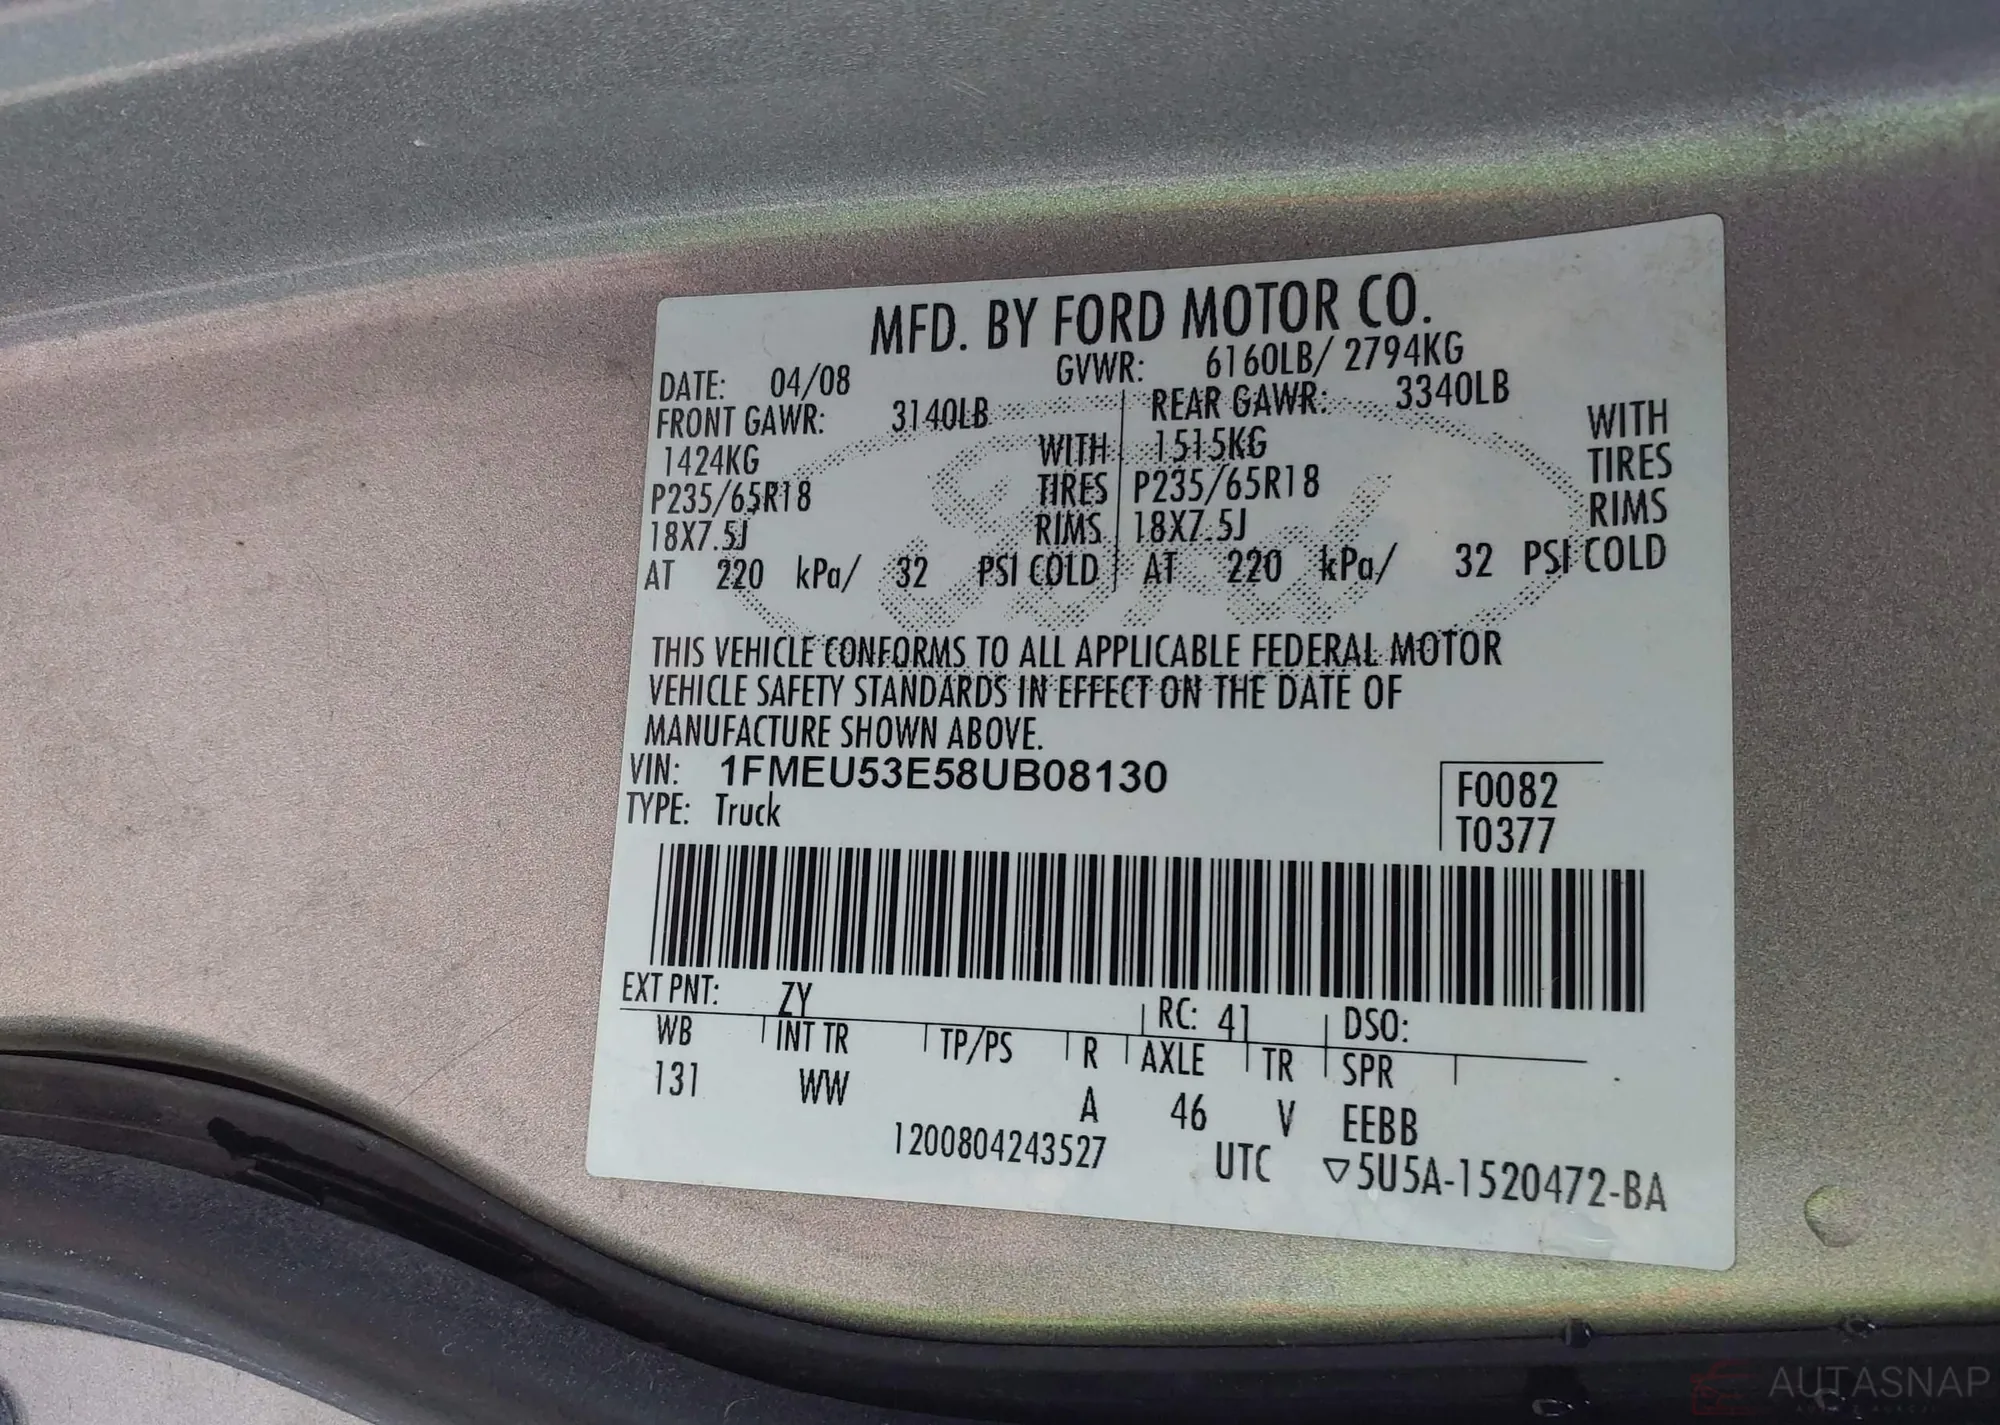 MFD. BY FORD MOTOR CO.
DATE: 04/08 GVWR: 6160LB/ 2794KG
FRONT GAWR: 3140LB REAR GAWR: 3340LB
1424KG WITH 1515KG WITH
P235/65R18 TIRES P235/65R18 TIRES
18X7.5J RIMS 18X7.5J RIMS
AT 220 kPa/ 32 PSI COLD AT 220 kPa/ 32 PSI COLD
Ford
THIS VEHICLE CONFORMS TO ALL APPLICABLE FEDERAL MOTOR
VEHICLE SAFETY STANDARDS IN EFFECT ON THE DATE OF
MANUFACTURE SHOWN ABOVE.
VIN: 1FMEU53E58UB08130 F0082
TYPE: Truck T0377
EXT PNT: ZY RC: 41 DSO:
WB INT TR TP/PS R AXLE TR SPR
131 WW A 46 V EEBB
1200804243527 UTC ▽5U5A-1520472-BA
AUTASNAP